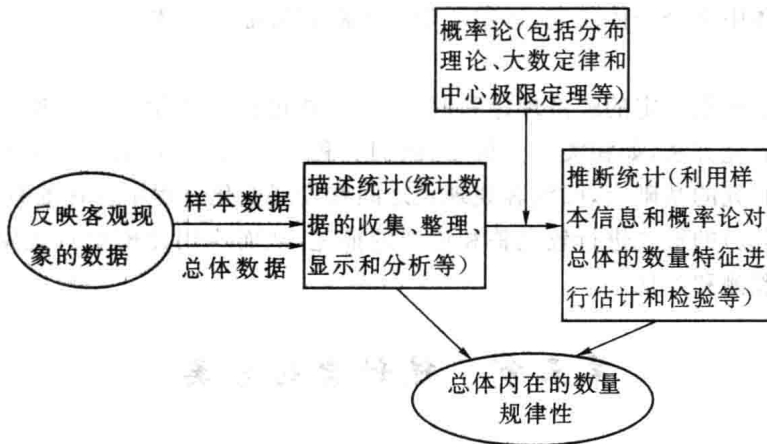 概率论(包括分布
理论、大数定律和
中心极限定理等)
反映客观现
象的数据
样本数据
总体数据
描述统计(统计数
据的收集、整理、
显示和分析等)
推断统计(利用样
本信息和概率论对
总体的数量特征进
行估计和检验等)
总体内在的数量
规律性